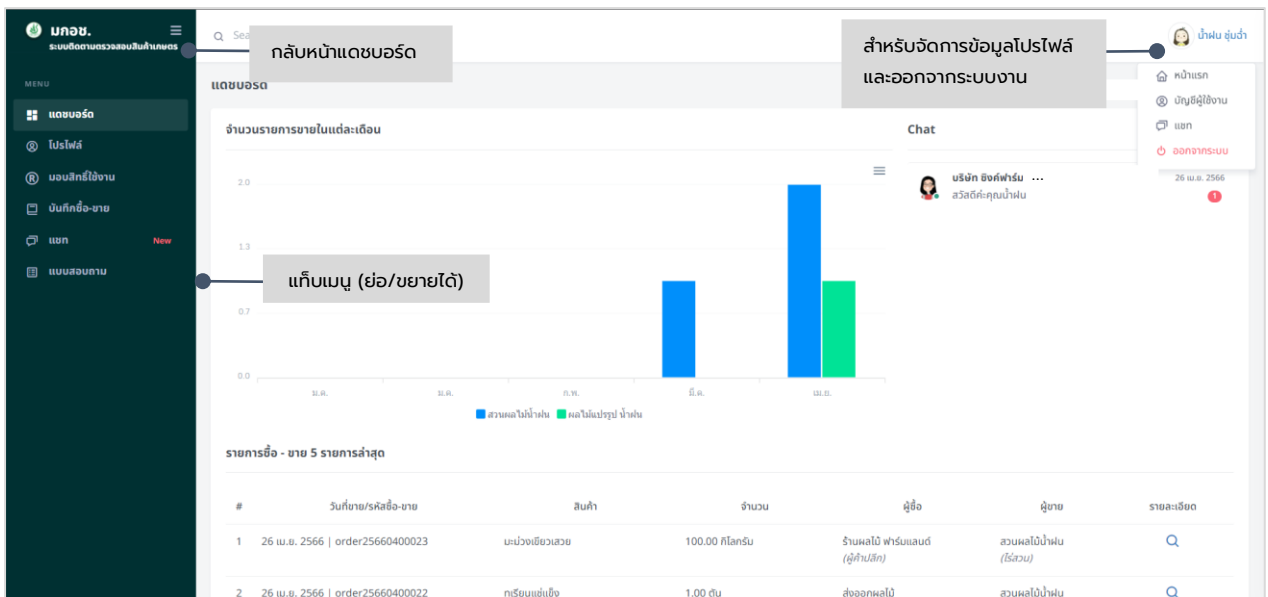 มกอช.
ระบบติดตามตรวจสอบสินค้าเกษตร
Sea
กลับหน้าแดชบอร์ด
สำหรับจัดการข้อมูลโปรไฟล์
และออกจากระบบงาน
น้ำฝน ชุ่มฉ่ำ
หน้าแรก
บัญชีผู้ใช้งาน
แชท
ออกจากระบบ
MENU
แดชบอร์ด
โปรไฟล์
มอบสิทธิ์ใช้งาน
บันทึกซื้อ-ขาย
แชท New
แบบสอบถาม
แท็บเมนู (ย่อ/ขยายได้)
แดชบอร์ด
จำนวนรายการขายในแต่ละเดือน
2.0
1.3
0.7
0.0
ม.ค. ม.ค. ก.พ. มี.ค. เม.ย.
สวนผลไม้น้ำฝน ผลไม้แปรรูป น้ำฝน
Chat
บริษัท ซิงค์ฟาร์ม ...
26 เม.ย. 2566
สวัสดีค่ะคุณน้ำฝน
1
รายการซื้อ - ขาย 5 รายการล่าสุด
# วันที่ขาย/รหัสซื้อ-ขาย สินค้า จำนวน ผู้ซื้อ ผู้ขาย รายละเอียด
1 26 เม.ย. 2566 | order25660400023 มะม่วงเขียวเสวย 100.00 กิโลกรัม ร้านผลไม้ ฟาร์มแลนด์ สวนผลไม้น้ำฝน
(ผู้ค้าปลีก) (ไร่สวน)
2 26 เม.ย. 2566 | order25660400022 ทุเรียนแช่แข็ง 1.00 ตัน ส่งออกผลไม้ สวนผลไม้น้ำฝน